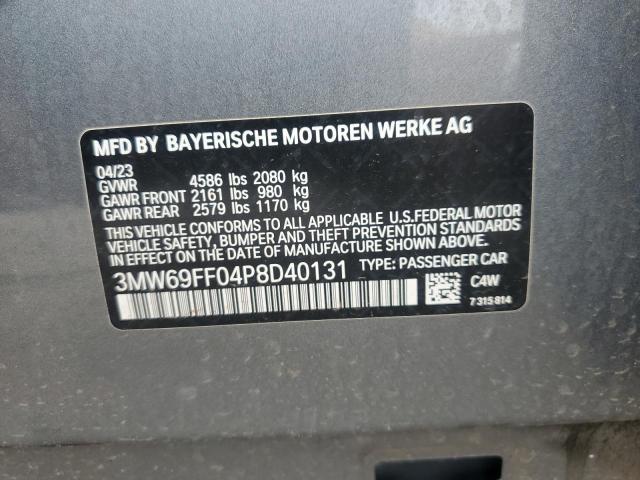 MFD BY BAYERISCHE MOTOREN WERKE AG
04/23
GVWR 4586 lbs 2080 kg
GAWR FRONT 2161 lbs 980 kg
GAWR REAR 2579 lbs 1170 kg
THIS VEHICLE CONFORMS TO ALL APPLICABLE U.S.FEDERAL MOTOR
VEHICLE SAFETY, BUMPER AND THEFT PREVENTION STANDARDS
IN EFFECT ON THE DATE OF MANUFACTURE SHOWN ABOVE.
3MW69FF04P8D40131 TYPE: PASSENGER CAR
C4W
7 315 814